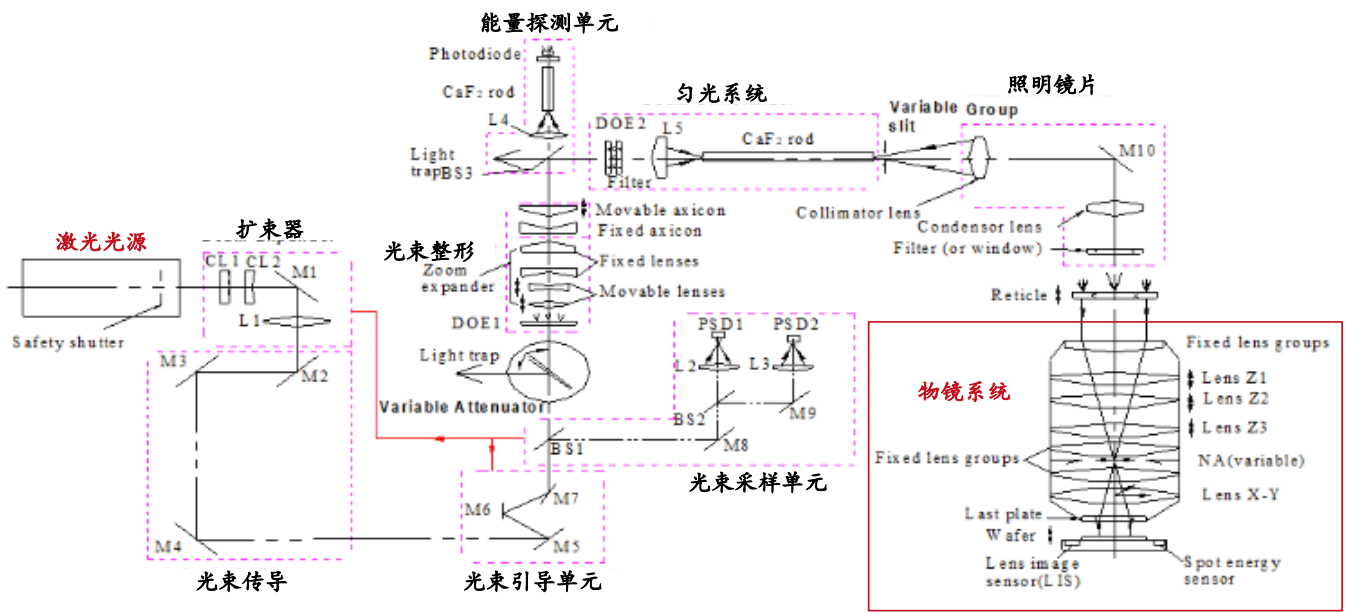 能量探测单元
Photodiode
CaF₂ rod
L4
Light
trap
BS3
匀光系统
DOE2
L5
CaF₂ rod
Filter
Variable
slit
照明镜片
Group
M10
Collimator lens
Condensor lens
Filter (or window)
Movable axicon
Fixed axicon
光束整形
Zoom
expander
Fixed lenses
Movable lenses
DOE1
激光光源
Safety shutter
扩束器
CL1
CL2
M1
L1
M3
M2
M4
光束传导
Light trap
Variable Attenuator
PSD1
PSD2
L2
L3
BS2
M9
BS1
M8
光束采样单元
M7
M6
M5
光束引导单元
Reticle
物镜系统
Fixed lens groups
Lens Z1
Lens Z2
Lens Z3
Fixed lens groups
NA(variable)
Lens X-Y
Last plate
Wafer
Lens image
sensor(LIS)
Spot energy
sensor